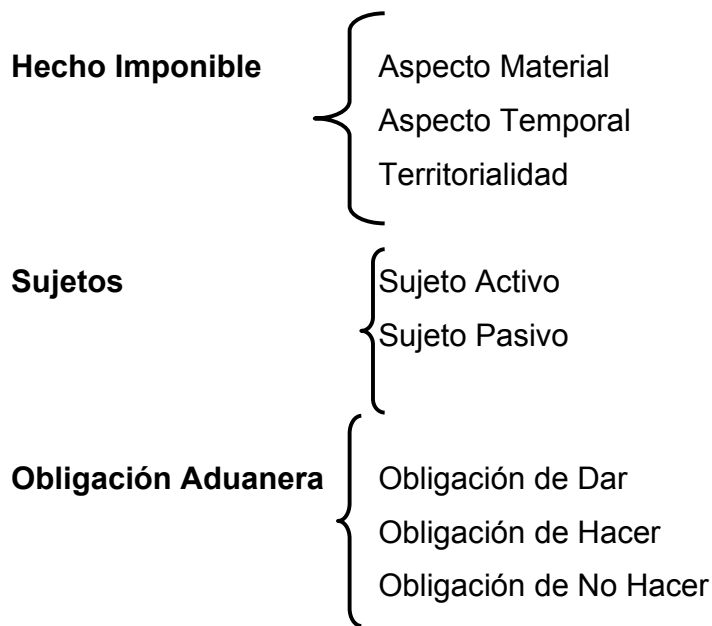 Hecho Imponible Aspecto Material
Aspecto Temporal
Territorialidad
Sujetos Sujeto Activo
Sujeto Pasivo
Obligación Aduanera Obligación de Dar
Obligación de Hacer
Obligación de No Hacer